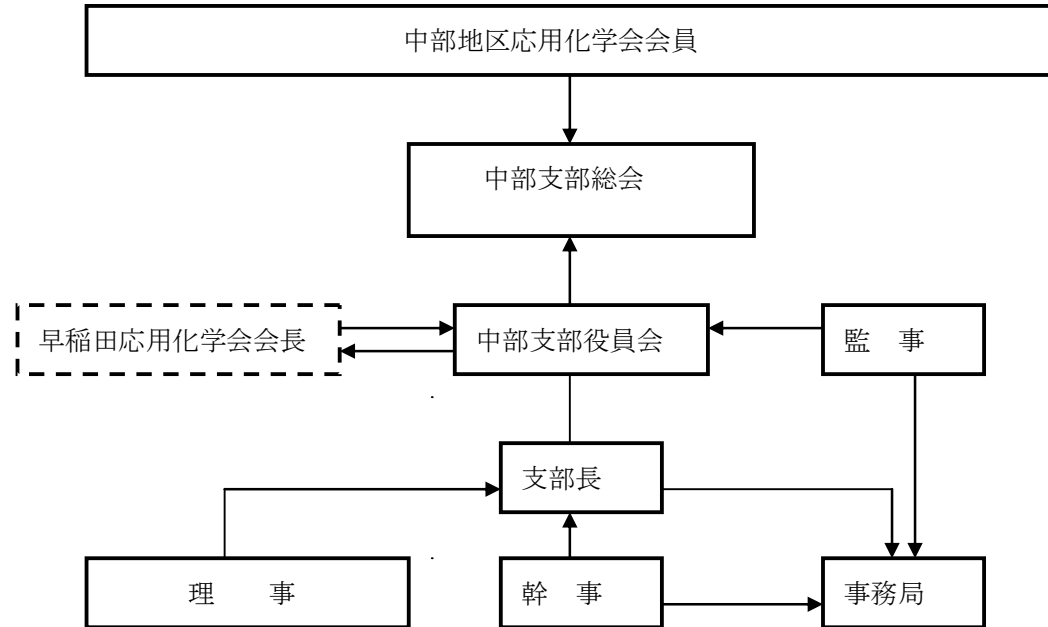 中部地区応用化学会会員
中部支部総会
早稲田応用化学会会長
中部支部役員会
監　事
支部長
理　　事
幹　事
事務局